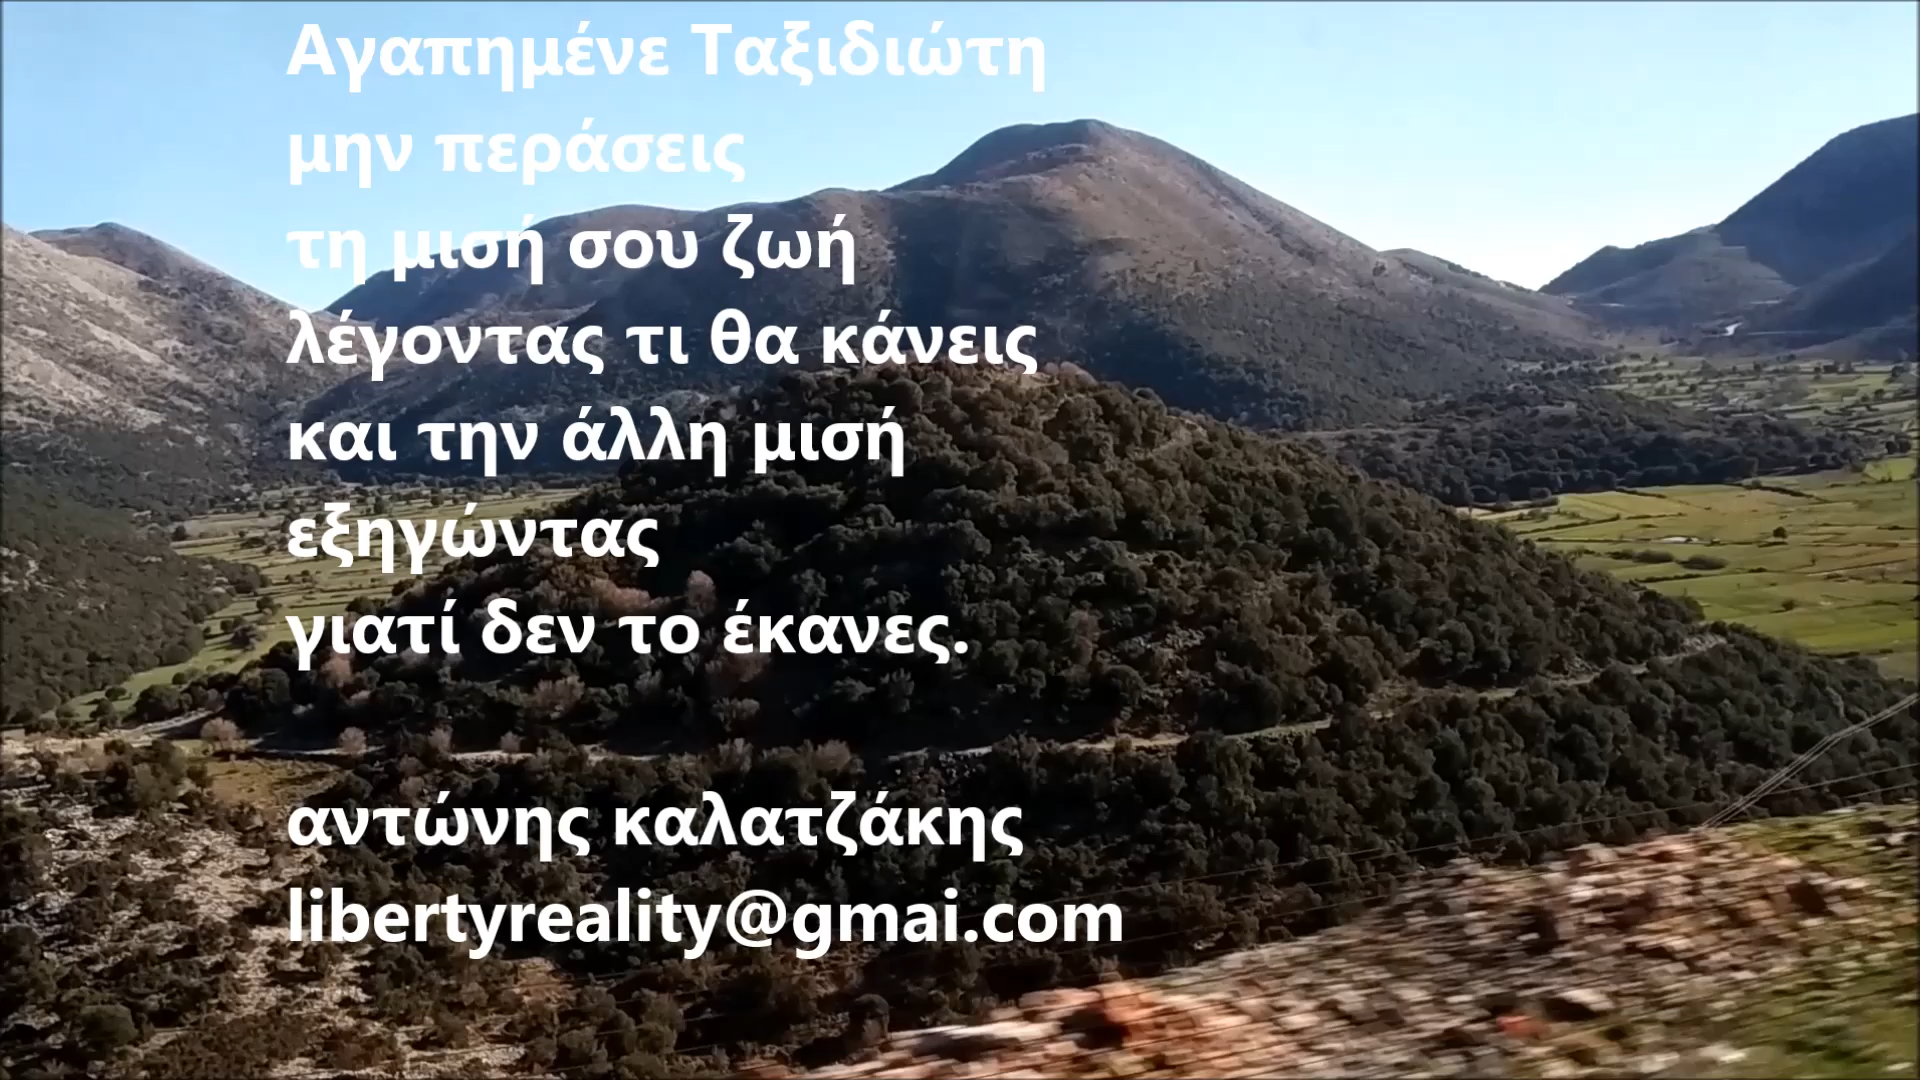 Αγαπημένε Ταξιδιώτη
μην περάσεις
τη μισή σου ζωή
λέγοντας τι θα κάνεις
και την άλλη μισή
εξηγώντας
γιατί δεν το έκανες.
αντώνης καλατζάκης
libertyreality@gmai.com